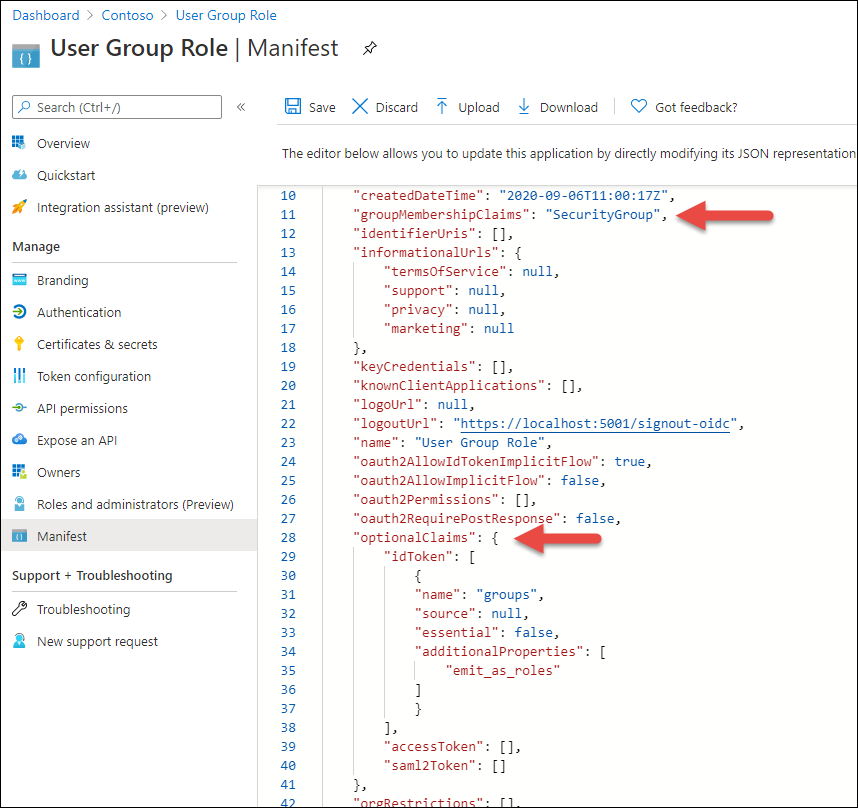 Dashboard > Contoso > User Group Role
User Group Role | Manifest
Search (Ctrl+/)
«
Save
Discard
Upload
Download
Got feedback?
Overview
Quickstart
Integration assistant (preview)
Manage
Branding
Authentication
Certificates & secrets
Token configuration
API permissions
Expose an API
Owners
Roles and administrators (Preview)
Manifest
Support + Troubleshooting
Troubleshooting
New support request
The editor below allows you to update this application by directly modifying its JSON representation
10 "createdDateTime": "2020-09-06T11:00:17Z",
11 "groupMembershipClaims": "SecurityGroup",
12 "identifierUris": [],
13 "informationalUrls": {
14 "termsOfService": null,
15 "support": null,
16 "privacy": null,
17 "marketing": null
18 },
19 "keyCredentials": [],
20 "knownClientApplications": [],
21 "logoUrl": null,
22 "logoutUrl": "https://localhost:5001/signout-oidc",
23 "name": "User Group Role",
24 "oauth2AllowIdTokenImplicitFlow": true,
25 "oauth2AllowImplicitFlow": false,
26 "oauth2Permissions": [],
27 "oauth2RequirePostResponse": false,
28 "optionalClaims": {
29 "idToken": [
30 {
31 "name": "groups",
32 "source": null,
33 "essential": false,
34 "additionalProperties": [
35 "emit_as_roles"
36 ]
37 }
38 ],
39 "accessToken": [],
40 "saml2Token": []
41 },
42 "orgRestrictions": [],